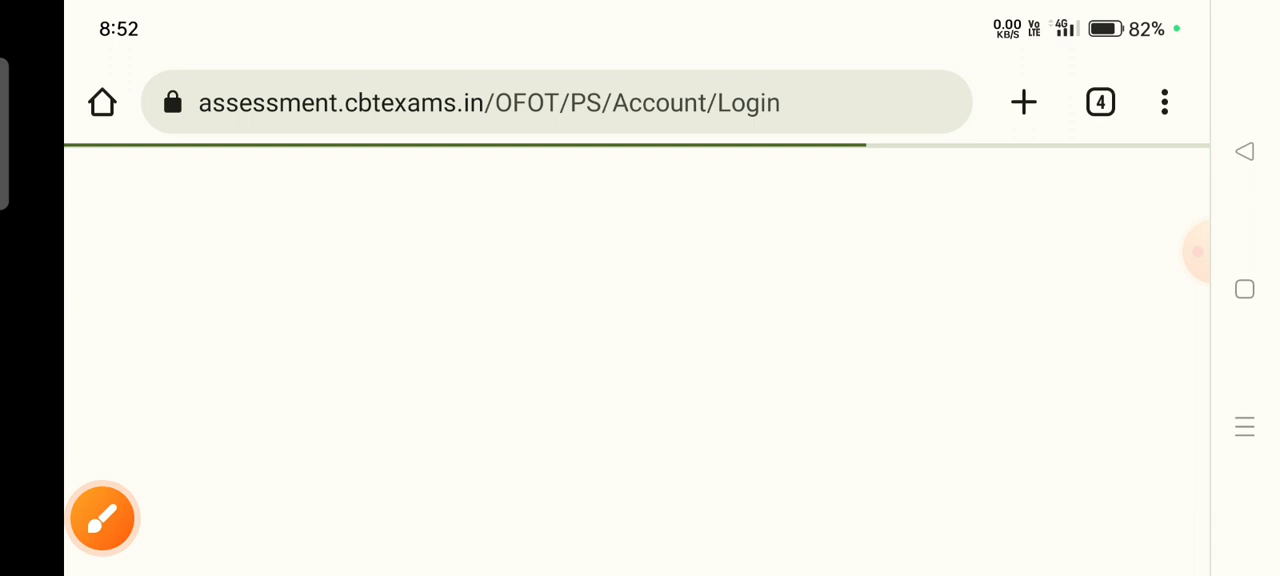 8:52
0.00 KB/S Vo LTE 4G 82%
assessment.cbtexams.in/OFOT/PS/Account/Login
4